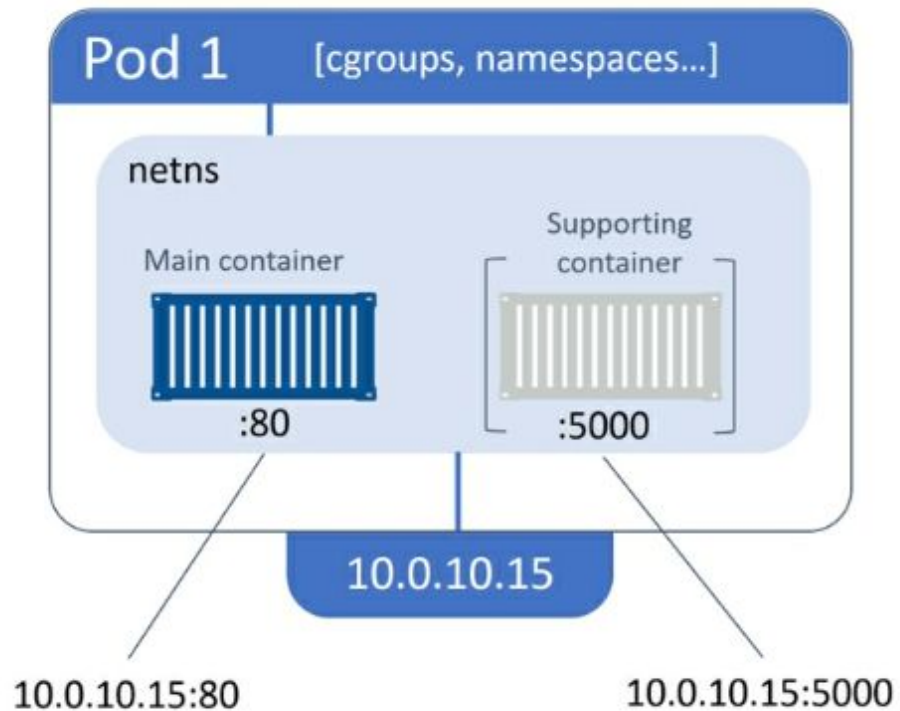 Pod 1 [cgroups, namespaces...]
netns
Main container
Supporting
container
:80
:5000
10.0.10.15
10.0.10.15:80
10.0.10.15:5000